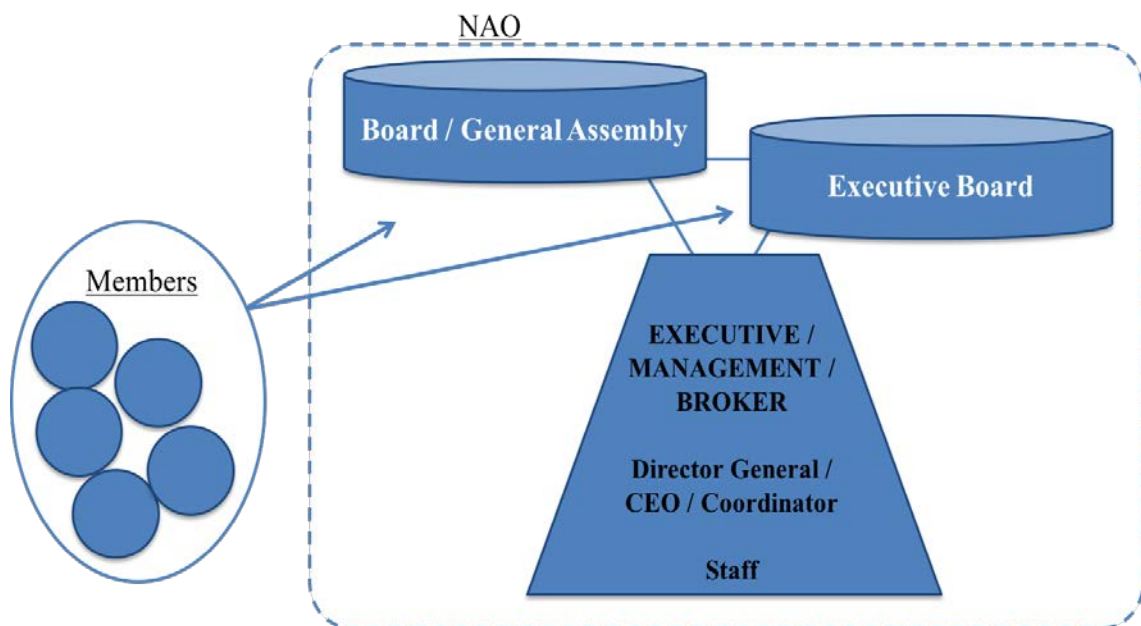 NAO
Board / General Assembly
Executive Board
Members
EXECUTIVE /
MANAGEMENT /
BROKER
Director General /
CEO / Coordinator
Staff